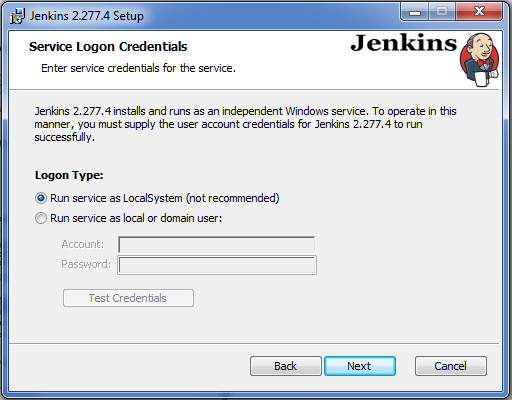 Jenkins 2.277.4 Setup
Service Logon Credentials
Jenkins
Enter service credentials for the service.
Jenkins 2.277.4 installs and runs as an independent Windows service. To operate in this
manner, you must supply the user account credentials for Jenkins 2.277.4 to run
successfully.
Logon Type:
Run service as LocalSystem (not recommended)
Run service as local or domain user:
Account:
Password:
Test Credentials
Back
Next
Cancel